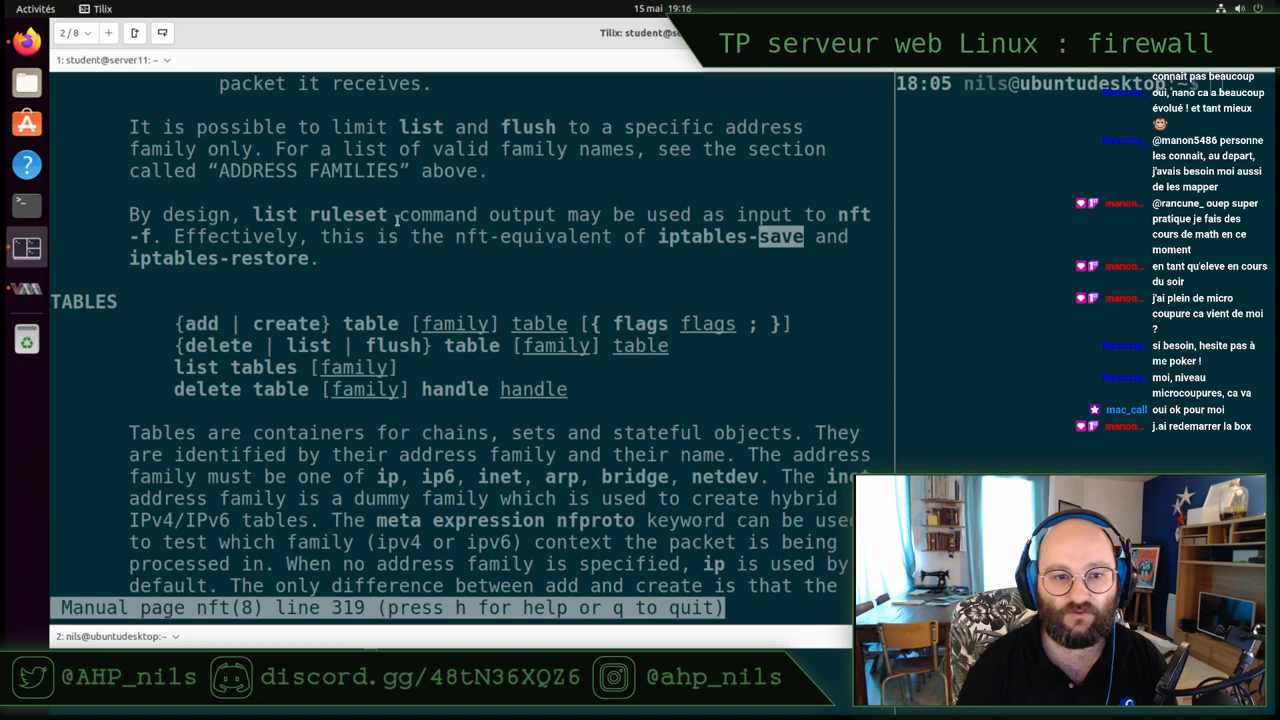 Activités
Tilix
15 mai 19:16
2/8
Tilix: student@se
TP serveur web Linux : firewall
1: student@server11: ~
packet it receives.
It is possible to limit list and flush to a specific address
family only. For a list of valid family names, see the section
called “ADDRESS FAMILIES” above.
By design, list ruleset command output may be used as input to nft
-f. Effectively, this is the nft-equivalent of iptables-save and
iptables-restore.
TABLES
{add | create} table [family] table [{ flags flags ; }]
{delete | list | flush} table [family] table
list tables [family]
delete table [family] handle handle
Tables are containers for chains, sets and stateful objects. They
are identified by their address family and their name. The address
family must be one of ip, ip6, inet, arp, bridge, netdev. The
address family is a dummy family which is used to create hybrid
IPv4/IPv6 tables. The meta expression nfproto keyword can be
to test which family (ipv4 or ipv6) context the packet is being
processed in. When no address family is specified, ip is used by
default. The only difference between add and create is that the
Manual page nft(8) line 319 (press h for help or q to quit)
2: nils@ubuntudesktop:~
18:05 nils@ubuntudesktop:~$
connait pas beaucoup
rancune_ oui, nano ca a beaucoup
évolué ! et tant mieux
rancune_ @manon5486 personne
les connait, au depart,
j'avais besoin moi aussi
de les mapper
manon... @rancune_ ouep super
pratique je fais des
cours de math en ce
moment
manon... en tant qu'eleve en cours
du soir
manon... j'ai plein de micro
coupure ca vient de moi
?
rancune_ si besoin, hesite pas à
me poker !
rancune_ moi, niveau
microcoupures, ca va
mac_call oui ok pour moi
manon... j.ai redemarrer la box
@AHP_nils
discord.gg/48tN36XQZ6
@ahp_nils